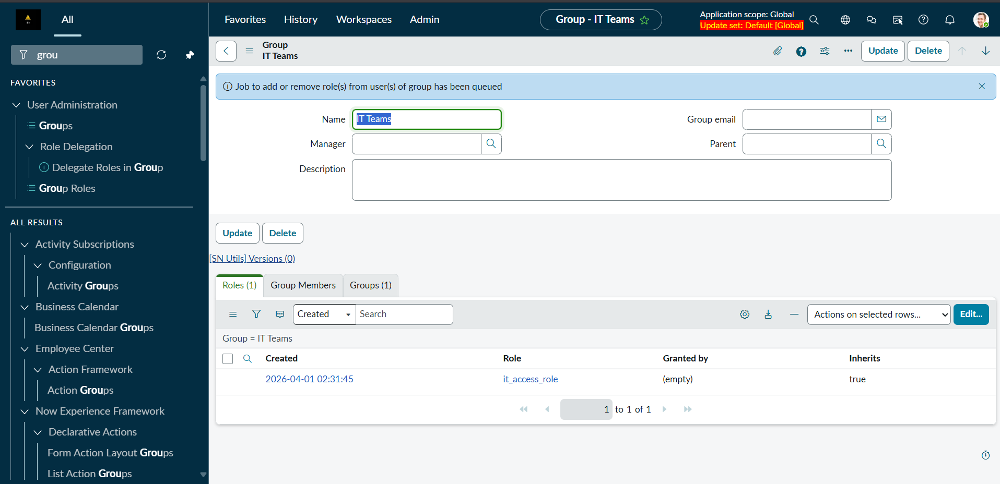 All
Favorites
History
Workspaces
Admin
Group - IT Teams
Application scope: Global
Update set: Default [Global]
grou
FAVORITES
User Administration
Groups
Role Delegation
Delegate Roles in Group
Group Roles
ALL RESULTS
Activity Subscriptions
Configuration
Activity Groups
Business Calendar
Business Calendar Groups
Employee Center
Action Framework
Action Groups
Now Experience Framework
Declarative Actions
Form Action Layout Groups
List Action Groups
Group
IT Teams
Update
Delete
Job to add or remove role(s) from user(s) of group has been queued
Name
IT Teams
Group email
Manager
Parent
Description
Update
Delete
[SN Utils] Versions (0)
Roles (1)
Group Members
Groups (1)
Created
Search
Actions on selected rows...
Edit...
Group = IT Teams
Created
Role
Granted by
Inherits
2026-04-01 02:31:45
it_access_role
(empty)
true
1 to 1 of 1